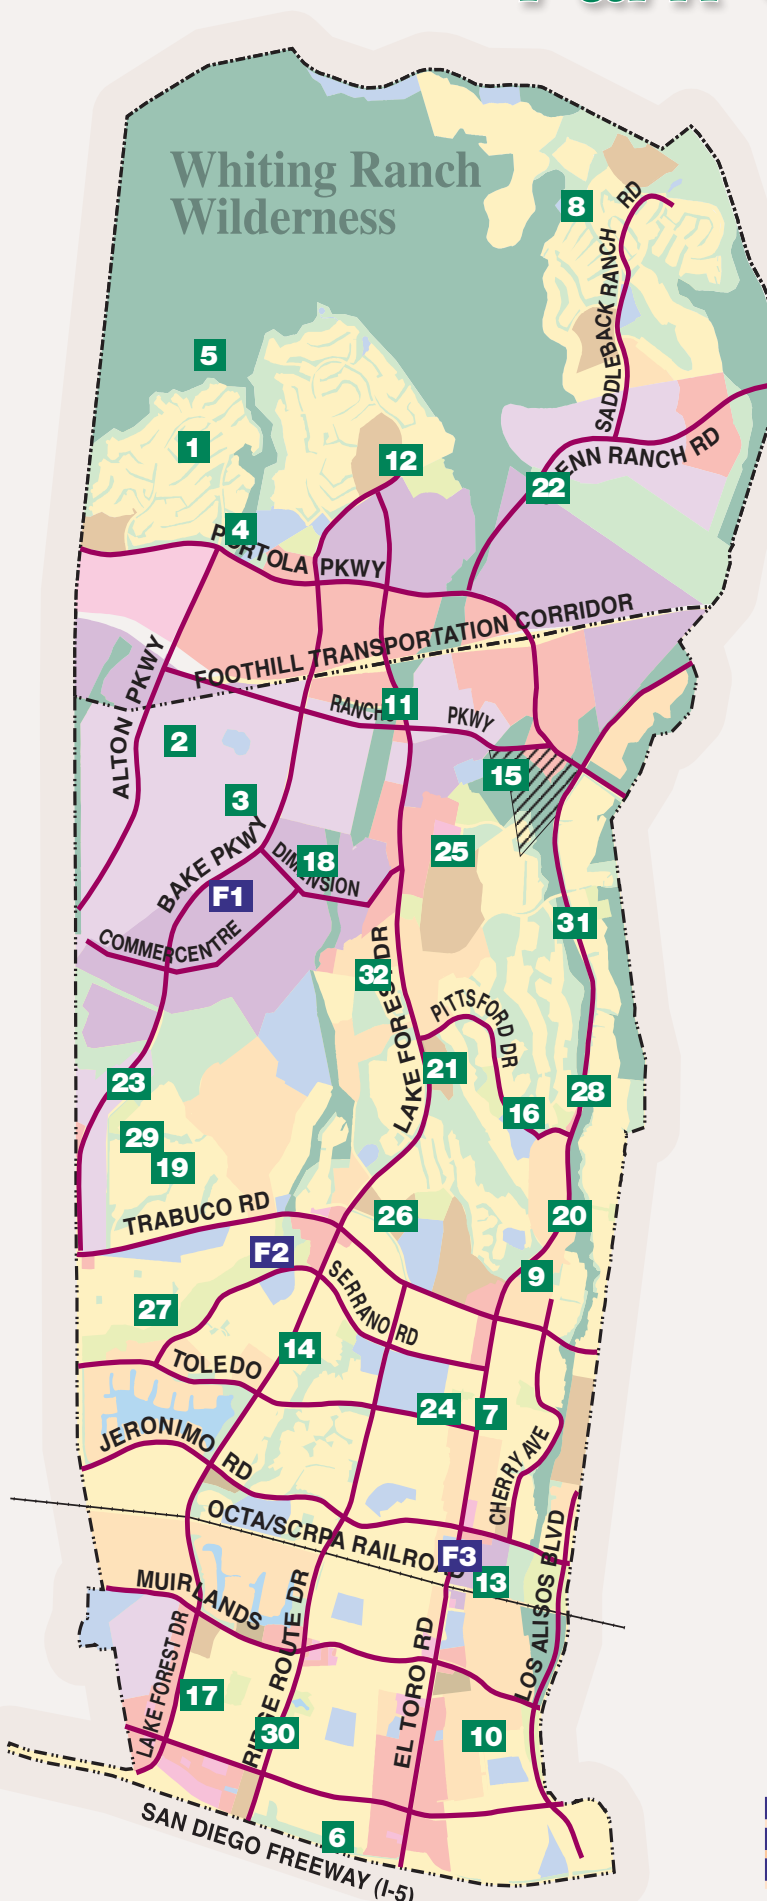 Whiting Ranch
Wilderness
8
SADDLEBACK RANCH RD
5
1
12
GLENN RANCH RD
22
4
PORTOLA PKWY
FOOTHILL TRANSPORTATION CORRIDOR
ALTON PKWY
RANCHO PKWY
11
2
15
3
BAKE PKWY
DIMENSION
18
25
F1
COMMERCENTRE
31
32
LAKE FOREST DR
PITTSFORD DR
21
23
28
16
29
19
TRABUCO RD
26
20
F2
9
SERRANO RD
27
14
TOLEDO
24
7
JERONIMO RD
CHERRY AVE
OCTA/SCRPA RAILROAD
F3
13
MUIRLANDS
LOS ALISOS BLVD
LAKE FOREST DR
RIDGE ROUTE DR
EL TORO RD
17
30
10
6
SAN DIEGO FREEWAY (I-5)